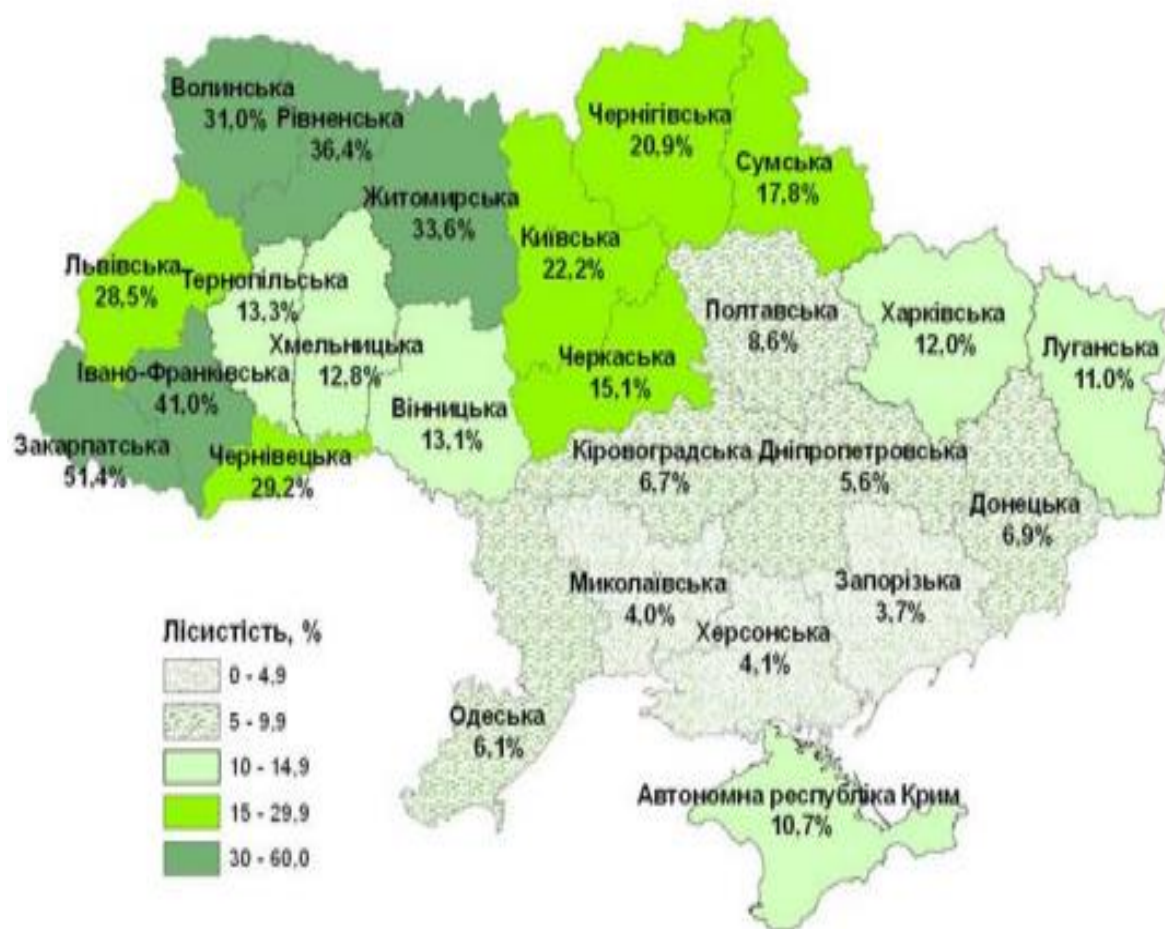 Волинська
31,0%
Рівненська
36,4%
Житомирська
33,6%
Чернігівська
20,9%
Сумська
17,8%
Київська
22,2%
Львівська
28,5%
Тернопільська
13,3%
Хмельницька
12,8%
Івано-Франківська
41,0%
Закарпатська
51,4%
Чернівецька
29,2%
Вінницька
13,1%
Черкаська
15,1%
Полтавська
8,6%
Харківська
12,0%
Луганська
11,0%
Кіровоградська
6,7%
Дніпропетровська
5,6%
Донецька
6,9%
Миколаївська
4,0%
Запорізька
3,7%
Херсонська
4,1%
Одеська
6,1%
Автономна республіка Крим
10,7%
Лісистість, %
0 - 4,9
5 - 9,9
10 - 14,9
15 - 29,9
30 - 60,0